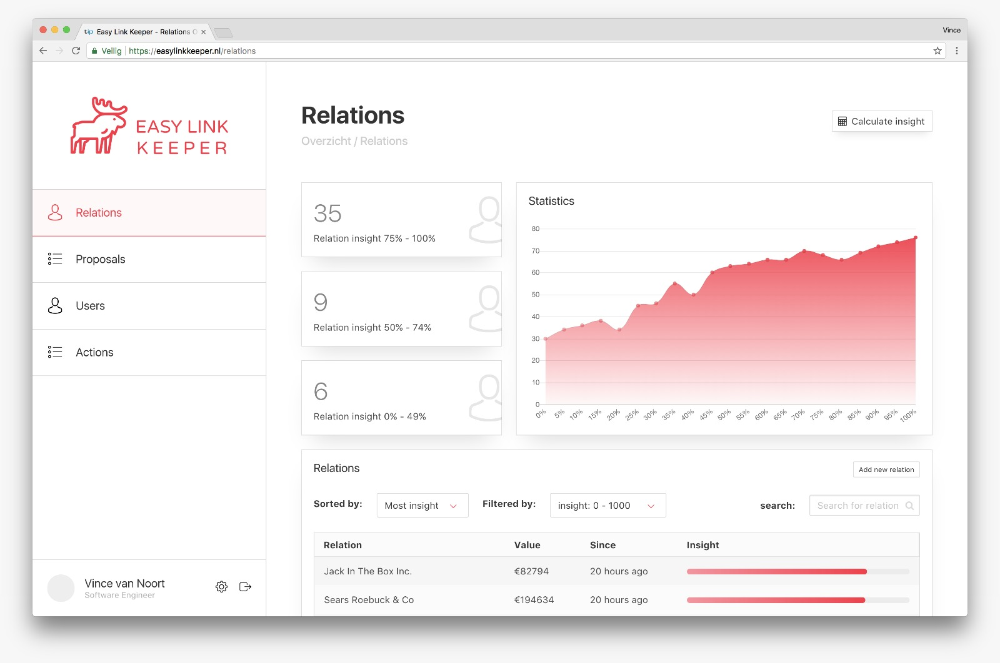 tip Easy Link Keeper - Relations O
Vince
Veilig https://easylinkkeeper.nl/relations
EASY LINK
KEEPER
Relations
Proposals
Users
Actions
Vince van Noort
Software Engineer
Relations
Overzicht / Relations
Calculate insight
35
Relation insight 75% - 100%
9
Relation insight 50% - 74%
6
Relation insight 0% - 49%
Statistics
80
70
60
50
40
30
20
10
0
0% 5% 10% 15% 20% 25% 30% 35% 40% 45% 50% 55% 60% 65% 70% 75% 80% 85% 90% 95% 100%
Relations
Add new relation
Sorted by: Most insight Filtered by: insight: 0 - 1000 search: Search for relation
Relation Value Since Insight
Jack In The Box Inc. €82794 20 hours ago
Sears Roebuck & Co €194634 20 hours ago